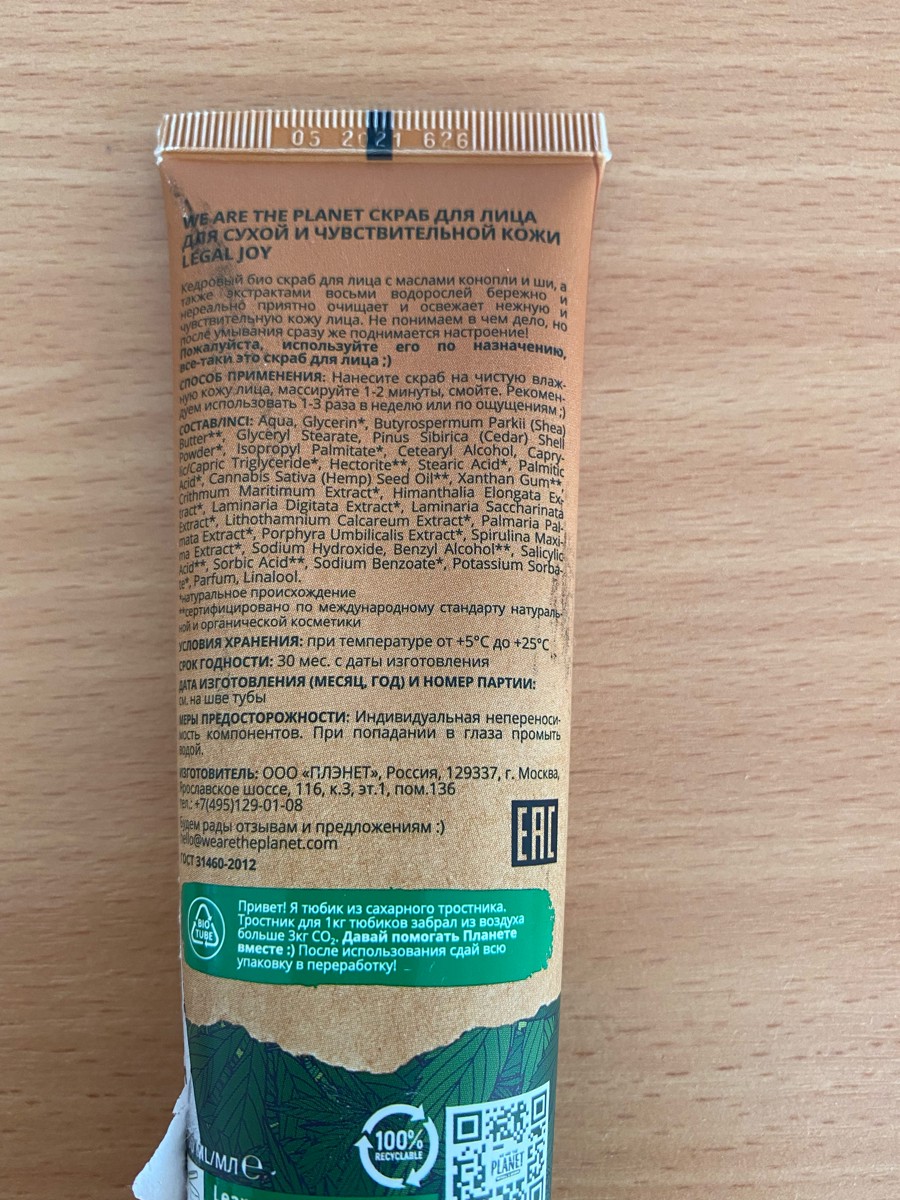 05 2021 626
WE ARE THE PLANET СКРАБ ДЛЯ ЛИЦА
ДЛЯ СУХОЙ И ЧУВСТВИТЕЛЬНОЙ КОЖИ
LEGAL JOY
Кедровый био скраб для лица с маслами конопли и ши, а
также экстрактами восьми водорослей бережно и
нереально приятно очищает и освежает нежную и
чувствительную кожу лица. Не понимаем в чем дело, но
после умывания сразу же поднимается настроение!
Пожалуйста, используйте его по назначению,
все-таки это скраб для лица ;)
СПОСОБ ПРИМЕНЕНИЯ: Нанесите скраб на чистую влаж-
ную кожу лица, массируйте 1-2 минуты, смойте. Рекомен-
дуем использовать 1-3 раза в неделю или по ощущениям ;)
СОСТАВ/INCI: Aqua, Glycerin*, Butyrospermum Parkii (Shea)
Butter**, Glyceryl Stearate, Pinus Sibirica (Cedar) Shell
Powder*, Isopropyl Palmitate*, Cetearyl Alcohol, Capry-
lic/Capric Triglyceride*, Hectorite**, Stearic Acid*, Palmitic
Acid*, Cannabis Sativa (Hemp) Seed Oil**, Xanthan Gum**,
Crithmum Maritimum Extract*, Himanthalia Elongata Ex-
tract*, Laminaria Digitata Extract*, Laminaria Saccharinata
Extract*, Lithothamnium Calcareum Extract*, Palmaria Pal-
mata Extract*, Porphyra Umbilicalis Extract*, Spirulina Maxi-
ma Extract*, Sodium Hydroxide, Benzyl Alcohol**, Salicylic
Acid**, Sorbic Acid**, Sodium Benzoate*, Potassium Sorba-
te*, Parfum, Linalool.
*натуральное происхождение
**сертифицировано по международному стандарту натураль-
ной и органической косметики
УСЛОВИЯ ХРАНЕНИЯ: при температуре от +5°C до +25°C
СРОК ГОДНОСТИ: 30 мес. с даты изготовления
ДАТА ИЗГОТОВЛЕНИЯ (МЕСЯЦ, ГОД) И НОМЕР ПАРТИИ:
см. на шве тубы
МЕРЫ ПРЕДОСТОРОЖНОСТИ: Индивидуальная непереноси-
мость компонентов. При попадании в глаза промыть
водой.
ИЗГОТОВИТЕЛЬ: ООО «ПЛЭНЕТ», Россия, 129337, г. Москва,
Ярославское шоссе, 116, к.3, эт.1, пом.136
тел.: +7(495)129-01-08
Будем рады отзывам и предложениям :)
hello@wearetheplanet.com
ГОСТ 31460-2012
EAC
BIO
TUBE
Привет! Я тюбик из сахарного тростника.
Тростник для 1кг тюбиков забрал из воздуха
больше 3кг CO₂. Давай помогать Планете
вместе :) После использования сдай всю
упаковку в переработку!
100%
RECYCLABLE
PLANET
ML/МЛ ℮